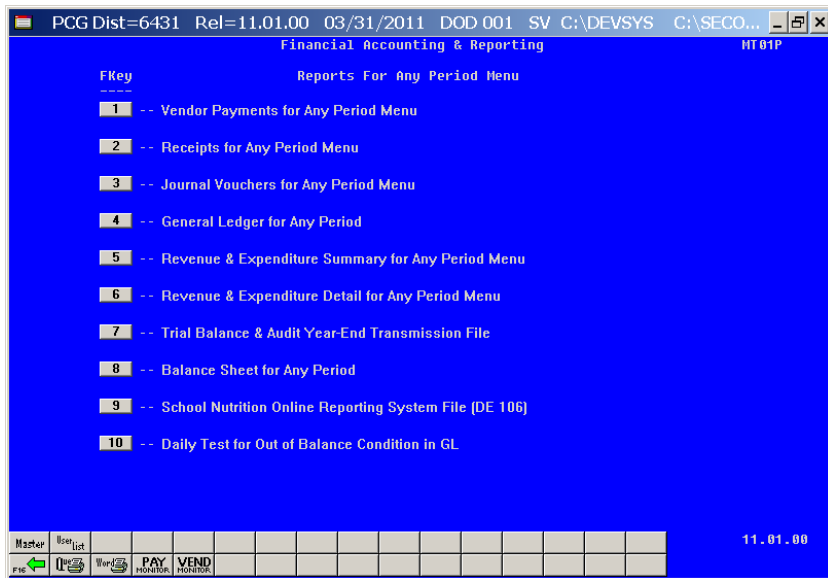 PCG Dist=6431 Rel=11.01.00 03/31/2011 DOD 001 SV C:\DEVSYS C:\SECO...
Financial Accounting & Reporting MT01P
FKey Reports For Any Period Menu
----
1 -- Vendor Payments for Any Period Menu
2 -- Receipts for Any Period Menu
3 -- Journal Vouchers for Any Period Menu
4 -- General Ledger for Any Period
5 -- Revenue & Expenditure Summary for Any Period Menu
6 -- Revenue & Expenditure Detail for Any Period Menu
7 -- Trial Balance & Audit Year-End Transmission File
8 -- Balance Sheet for Any Period
9 -- School Nutrition Online Reporting System File (DE 106)
10 -- Daily Test for Out of Balance Condition in GL
Master User List 11.01.00
F16 Que Word PAY MONITOR VEND MONITOR